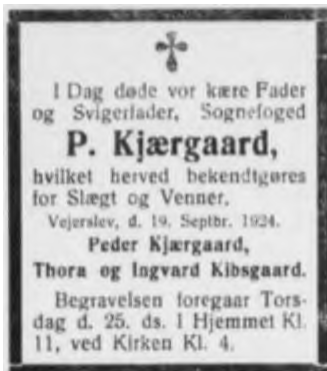 I Dag døde vor kære Fader
og Svigerfader, Sognefoged
P. Kjærgaard,
hvilket herved bekendtgøres
for Slægt og Venner.
Vejerslev, d. 19. Septbr. 1924.
Peder Kjærgaard,
Thora og Ingvard Kibsgaard.
Begravelsen foregaar Tors-
dag d. 25. ds. I Hjemmet Kl.
11, ved Kirken Kl. 4.